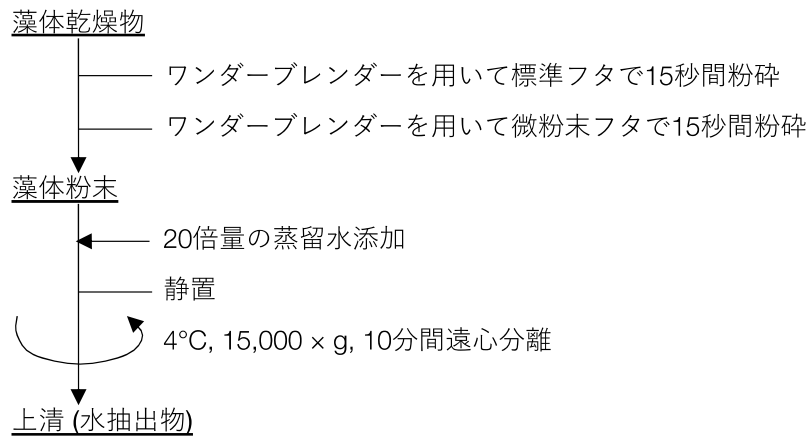 藻体乾燥物
ワンダーブレンダーを用いて標準フタで15秒間粉砕
ワンダーブレンダーを用いて微粉末フタで15秒間粉砕
藻体粉末
20倍量の蒸留水添加
静置
4°C, 15,000 × g, 10分間遠心分離
上清 (水抽出物)